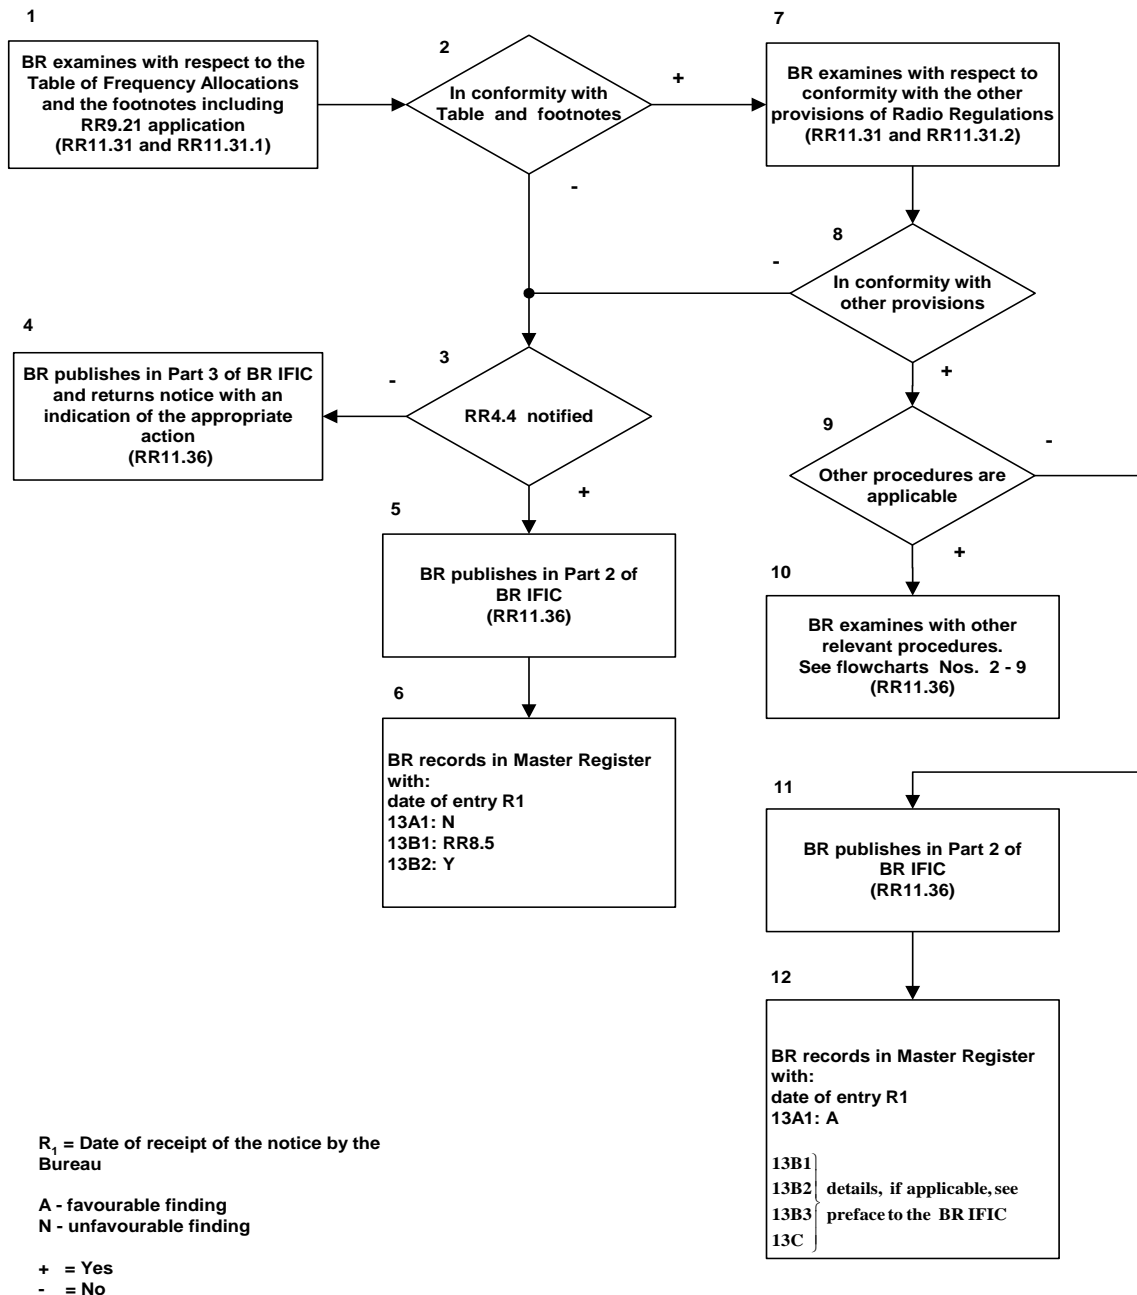 1
BR examines with respect to the
Table of Frequency Allocations
and the footnotes including
RR9.21 application
(RR11.31 and RR11.31.1)
2
In conformity with
Table and footnotes
+
-
7
BR examines with respect to
conformity with the other
provisions of Radio Regulations
(RR11.31 and RR11.31.2)
8
-
In conformity with
other provisions
+
4
BR publishes in Part 3 of BR IFIC
and returns notice with an
indication of the appropriate
action
(RR11.36)
3
-
RR4.4 notified
+
9
-
Other procedures are
applicable
+
5
BR publishes in Part 2 of
BR IFIC
(RR11.36)
10
BR examines with other
relevant procedures.
See flowcharts Nos. 2 - 9
(RR11.36)
6
BR records in Master Register
with:
date of entry R1
13A1: N
13B1: RR8.5
13B2: Y
11
BR publishes in Part 2 of
BR IFIC
(RR11.36)
12
BR records in Master Register
with:
date of entry R1
13A1: A
13B1
13B2 details, if applicable, see
13B3 preface to the BR IFIC
13C
R1 = Date of receipt of the notice by the
Bureau
A - favourable finding
N - unfavourable finding
+ = Yes
- = No